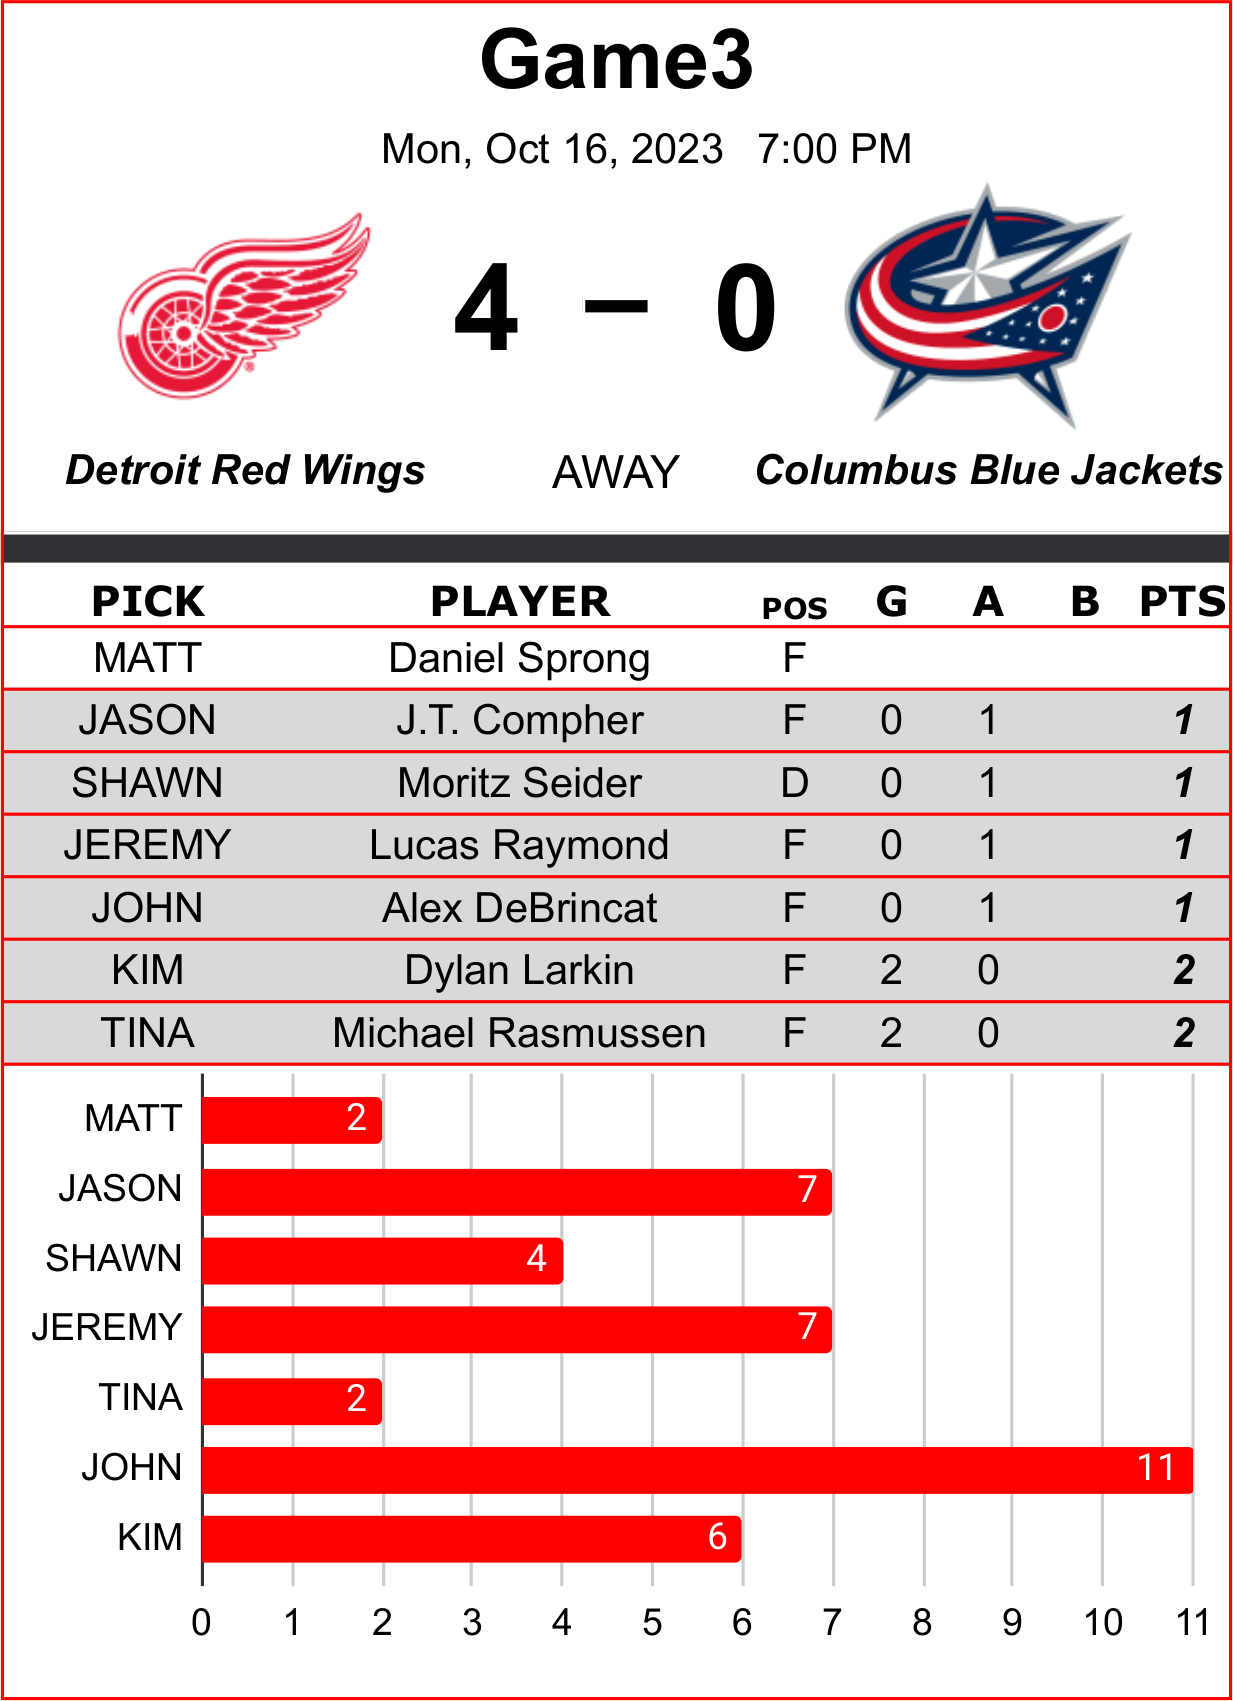 Game3
Mon, Oct 16, 2023 7:00 PM
4 – 0
Detroit Red Wings AWAY Columbus Blue Jackets
PICK PLAYER POS G A B PTS
MATT Daniel Sprong F
JASON J.T. Compher F 0 1 1
SHAWN Moritz Seider D 0 1 1
JEREMY Lucas Raymond F 0 1 1
JOHN Alex DeBrincat F 0 1 1
KIM Dylan Larkin F 2 0 2
TINA Michael Rasmussen F 2 0 2
MATT 2
JASON 7
SHAWN 4
JEREMY 7
TINA 2
JOHN 11
KIM 6
0 1 2 3 4 5 6 7 8 9 10 11